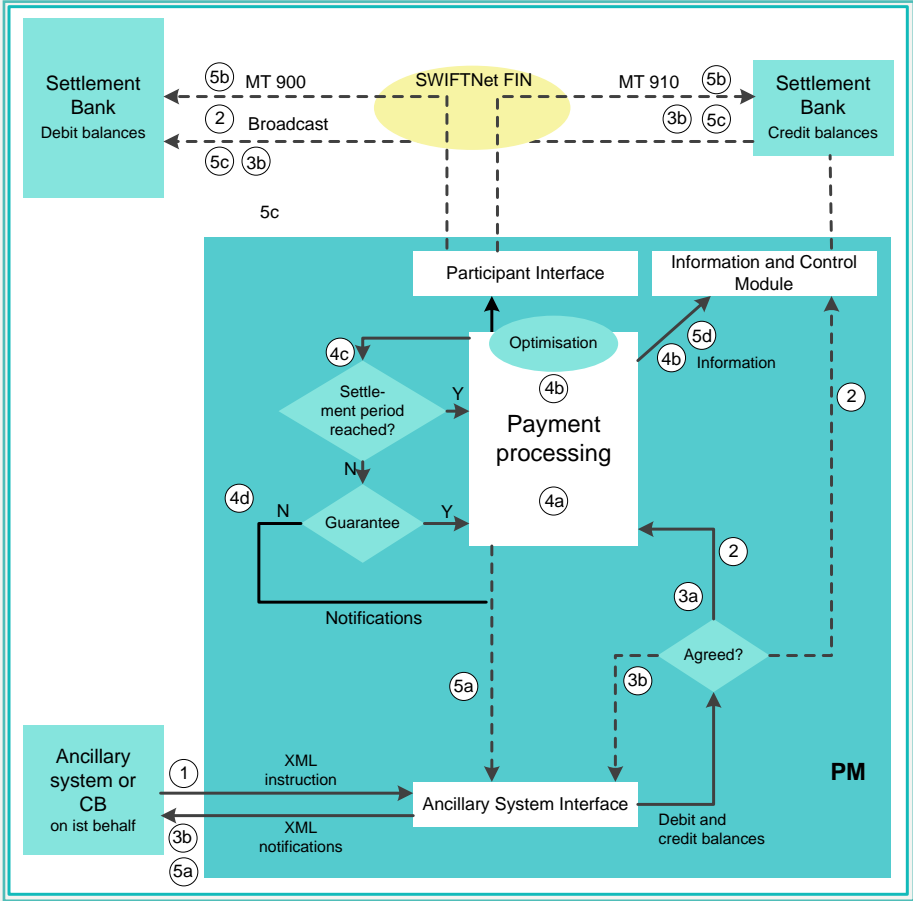 Settlement
Bank
Debit balances
5b
MT 900
2
Broadcast
5c
3b
SWIFTNet FIN
MT 910
5b
3b
5c
Settlement
Bank
Credit balances
5c
Participant Interface
Information and Control
Module
Optimisation
4c
5d
4b
Information
Settle-
ment period
reached?
Y
4b
Payment
processing
2
N
4d
N
Guarantee
Y
4a
2
Notifications
3a
Agreed?
5a
3b
Ancillary
system or
CB
on ist behalf
1
XML
instruction
Ancillary System Interface
PM
Debit and
credit balances
3b
XML
notifications
5a